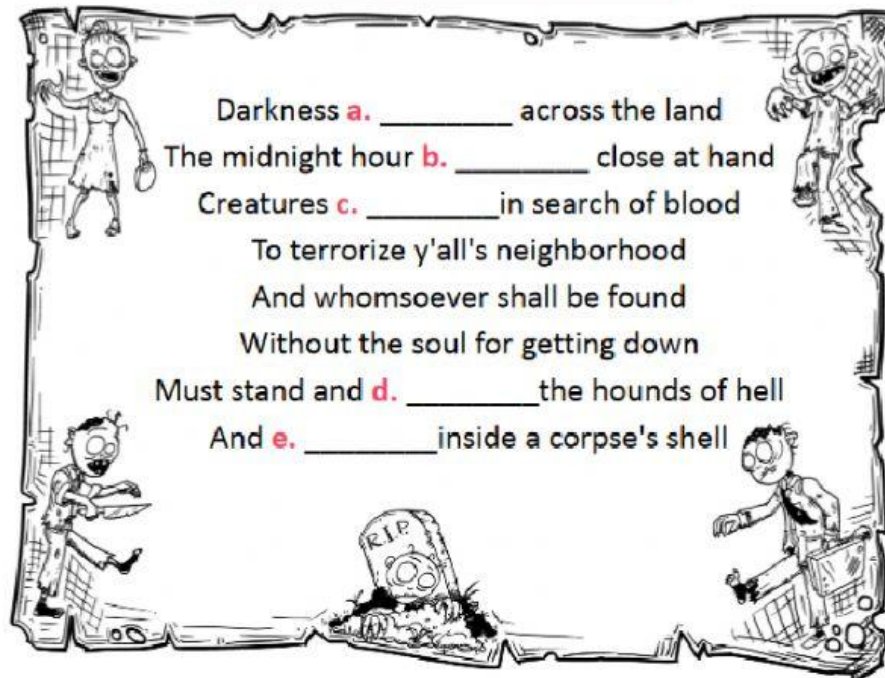 Darkness a. ________ across the land
The midnight hour b. ________ close at hand
Creatures c. ________in search of blood
To terrorize y'all's neighborhood
And whomsoever shall be found
Without the soul for getting down
Must stand and d. ________the hounds of hell
And e. ________inside a corpse's shell
R.I.P.